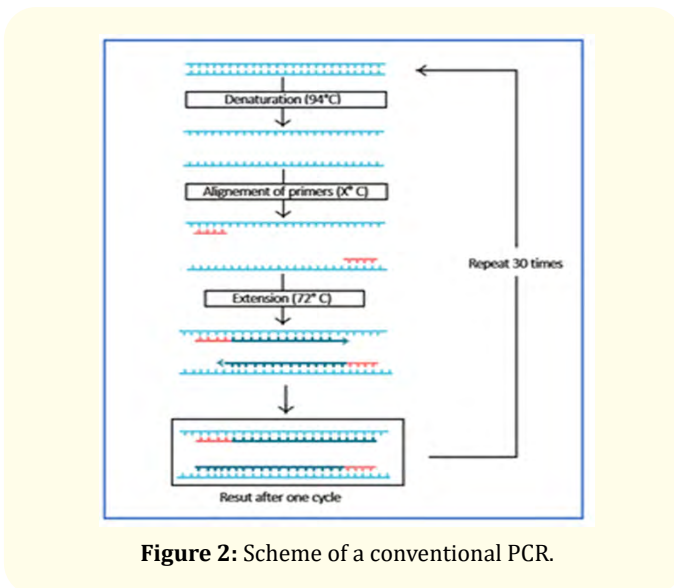 Denaturation (94°C)
Alignement of primers (X° C)
Repeat 30 times
Extension (72° C)
Resut after one cycle
Figure 2: Scheme of a conventional PCR.